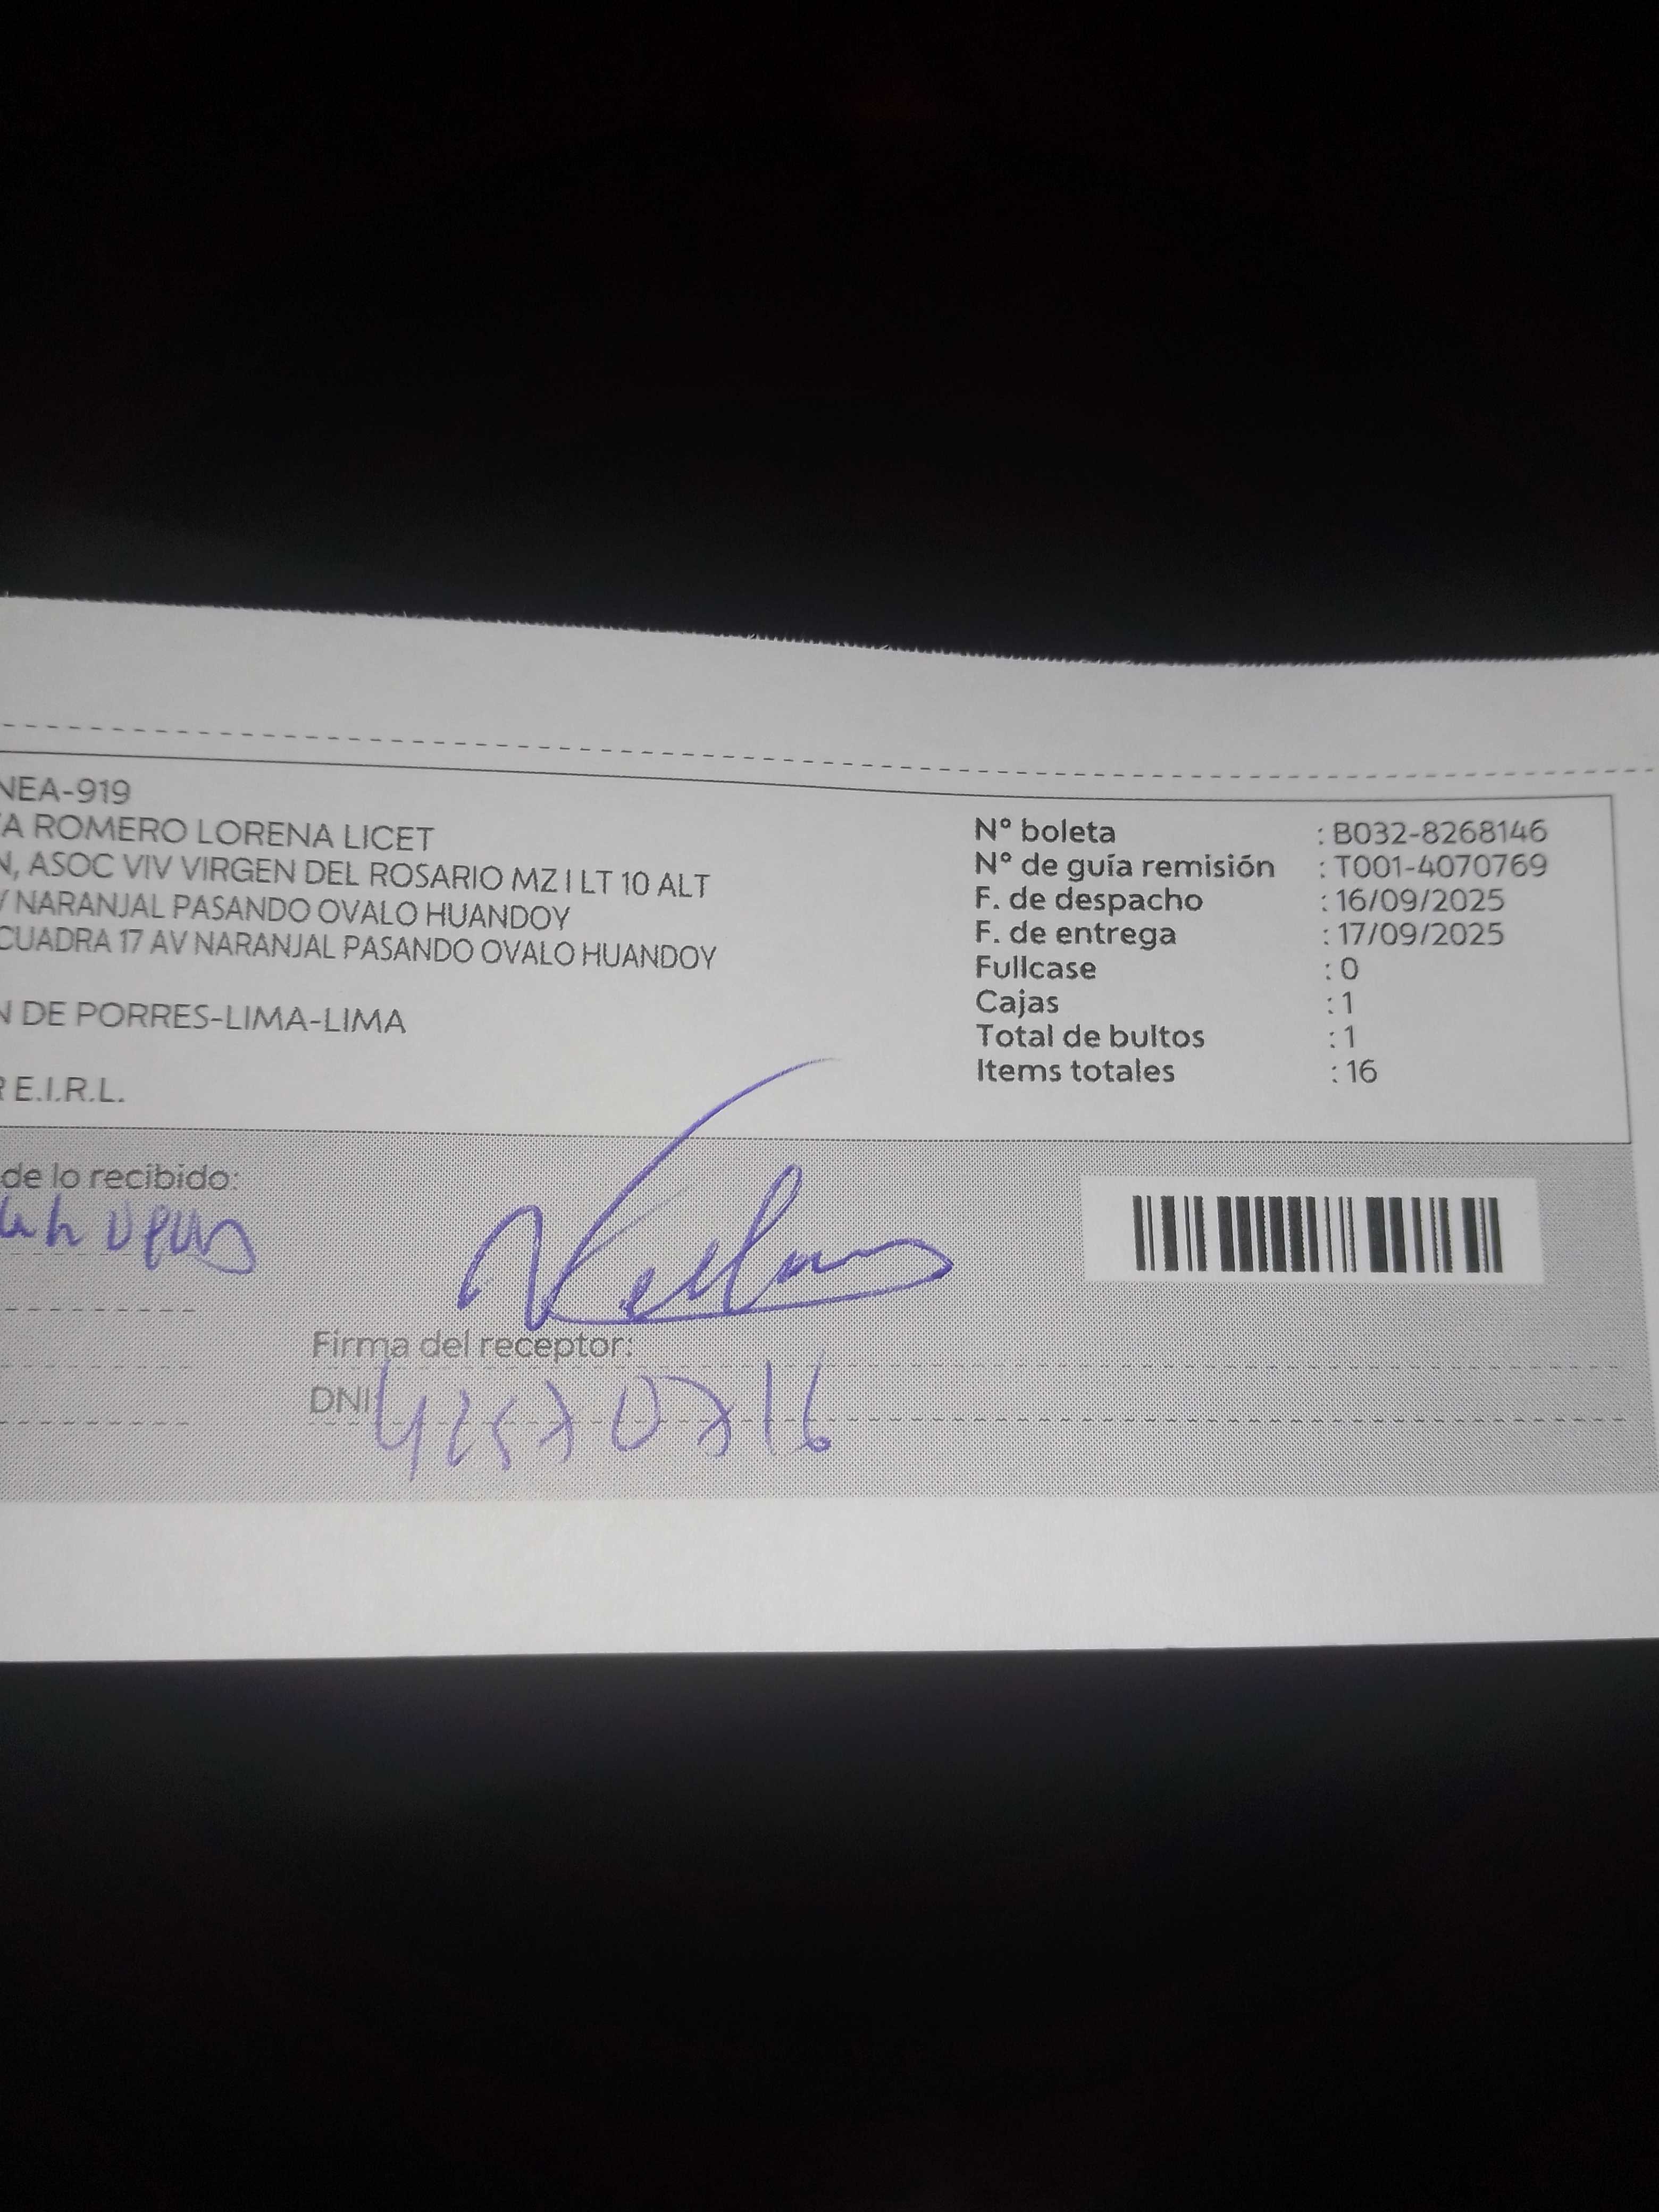 NEA-919
A ROMERO LORENA LICET
N, ASOC VIV VIRGEN DEL ROSARIO MZ I LT 10 ALT
NARANJAL PASANDO OVALO HUANDOY
CUADRA 17 AV NARANJAL PASANDO OVALO HUANDOY
N DE PORRES-LIMA-LIMA
E.I.R.L.
N° boleta : B032-8268146
N° de guía remisión : T001-4070769
F. de despacho : 16/09/2025
F. de entrega : 17/09/2025
Fullcase : 0
Cajas : 1
Total de bultos : 1
Items totales : 16
de lo recibido:
Firma del receptor:
DNI 42570716